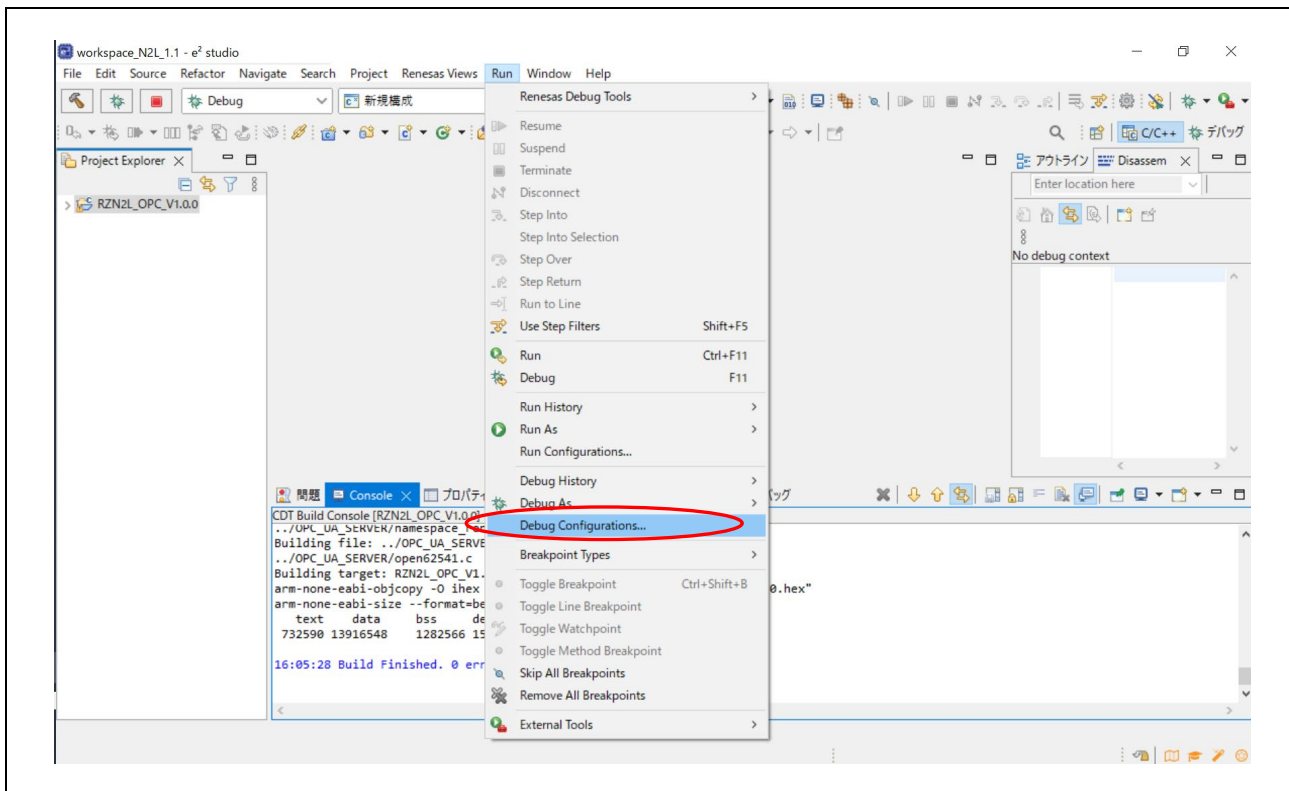 workspace_N2L_1.1 - e² studio
File Edit Source Refactor Navigate Search Project Renesas Views Run Window Help
Debug
新規構成
C/C++
デバッグ
Project Explorer
RZN2L_OPC_V1.0.0
Renesas Debug Tools
Resume
Suspend
Terminate
Disconnect
Step Into
Step Into Selection
Step Over
Step Return
Run to Line
Use Step Filters Shift+F5
Run Ctrl+F11
Debug F11
Run History
Run As
Run Configurations...
Debug History
Debug As
Debug Configurations...
Breakpoint Types
Toggle Breakpoint Ctrl+Shift+B
Toggle Line Breakpoint
Toggle Watchpoint
Toggle Method Breakpoint
Skip All Breakpoints
Remove All Breakpoints
External Tools
アウトライン
Disassem
Enter location here
No debug context
問題
Console
CDT Build Console [RZN2L_OPC_V1.0.0]
Building file: ../OPC_UA_SERVE
../OPC_UA_SERVER/open62541.c
Building target: RZN2L_OPC_V1.
arm-none-eabi-objcopy -O ihex 0.hex"
arm-none-eabi-size --format=be
text data bss de
732590 13916548 1282566 15
16:05:28 Build Finished. 0 err